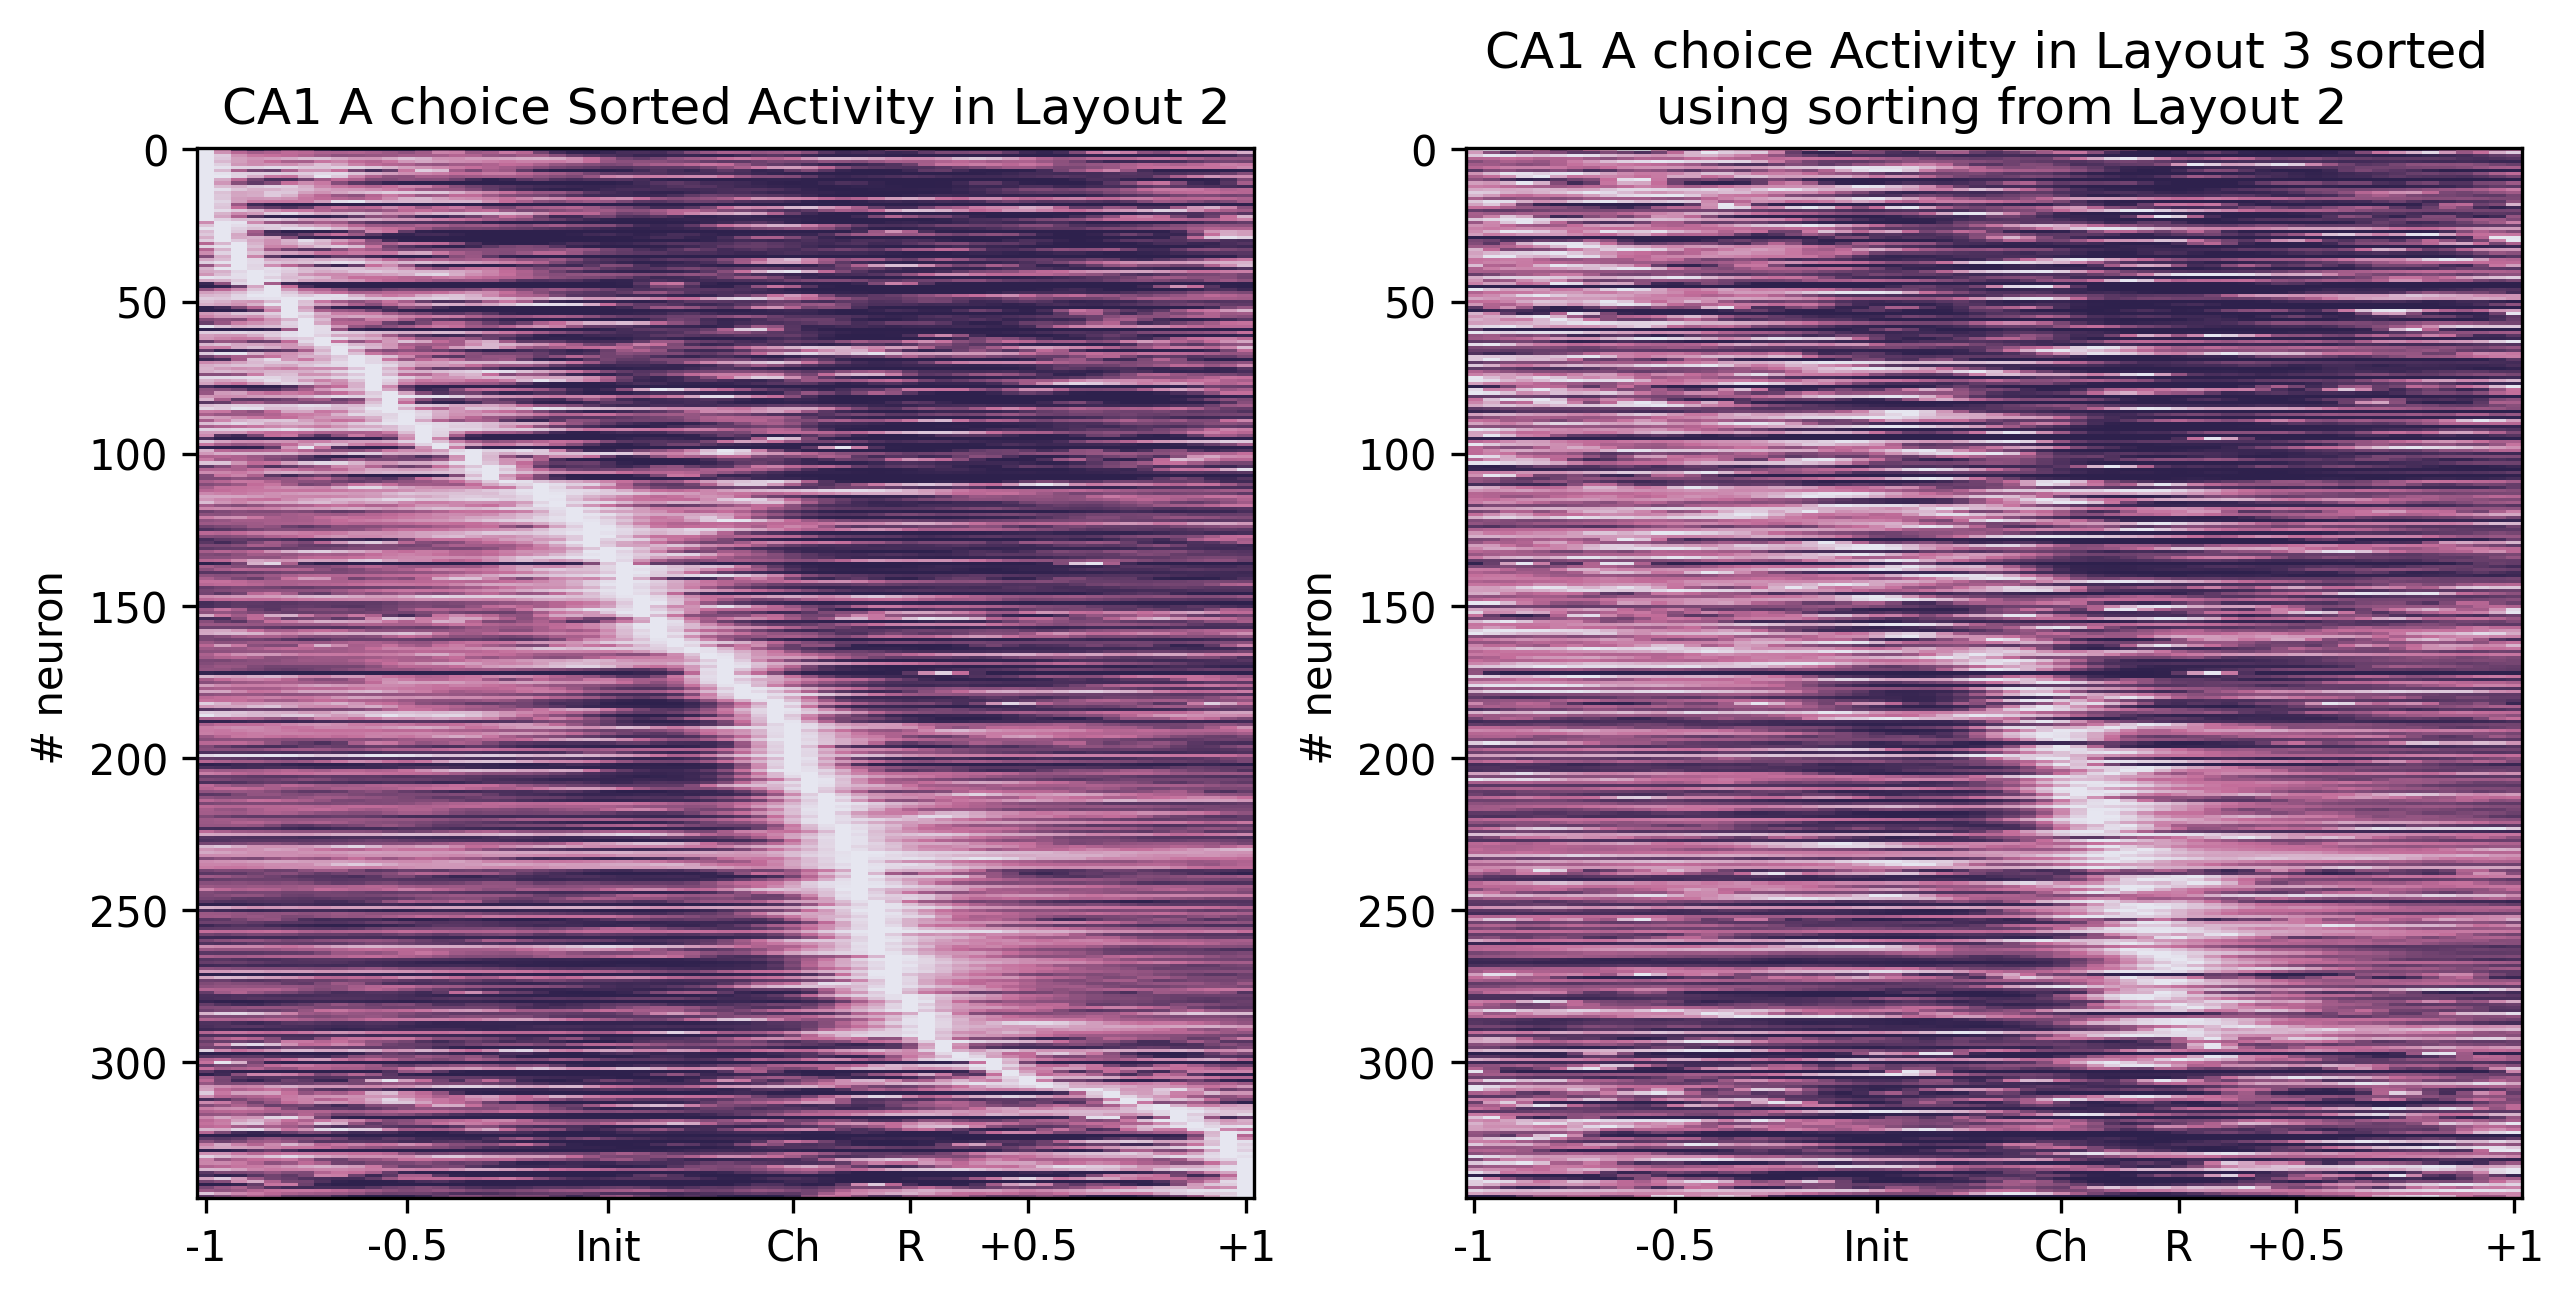 CA1 A choice Sorted Activity in Layout 2
0
50
100
150
200
250
300
# neuron
-1
-0.5
Init
Ch
R
+0.5
+1
CA1 A choice Activity in Layout 3 sorted
using sorting from Layout 2
0
50
100
150
200
250
300
# neuron
-1
-0.5
Init
Ch
R
+0.5
+1